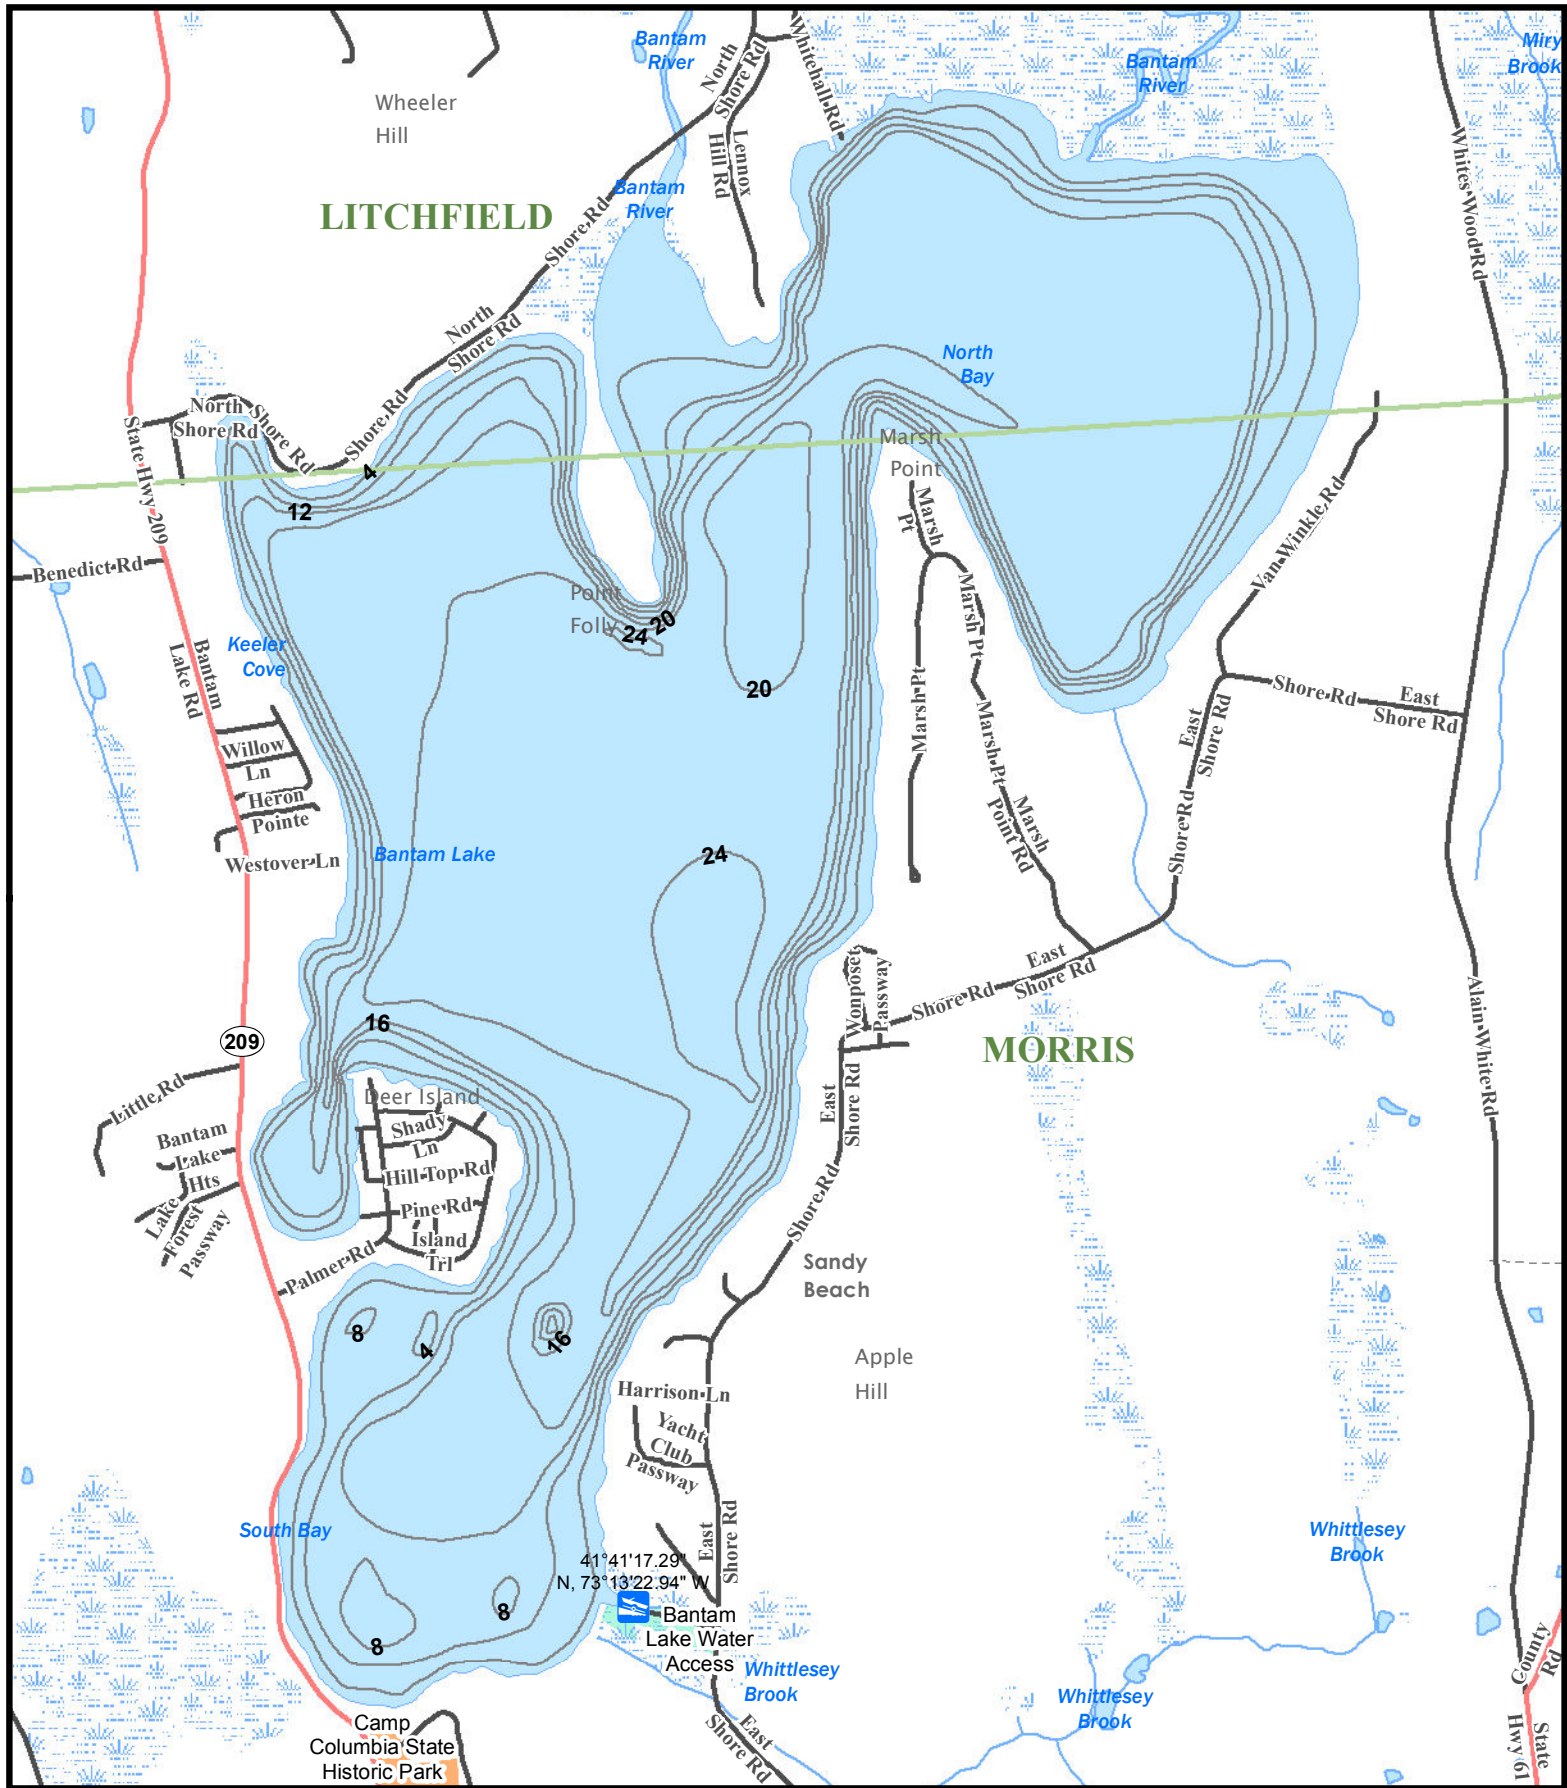 Bantam
River
Miry
Brook
Bantam
River
North
Shore Rd
Whitehall Rd
Wheeler
Hill
Lennox
Hill Rd
Whites Wood Rd
Bantam
River
LITCHFIELD
Shore Rd
North
Shore Rd
North
Bay
North
Shore Rd
Shore Rd
Shore Rd
State Hwy 209
4
12
Marsh
Point
Marsh
Pt
Van Winkle Rd
Benedict Rd
Point
Folly
24
20
Marsh Pt
Keeler
Cove
Bantam
Lake Rd
20
Marsh Pt
Marsh Pt
East
Shore Rd
Shore Rd
East
Shore Rd
Willow
Ln
Heron
Pointe
Westover Ln
Bantam Lake
24
Marsh
Point Rd
Shore Rd
Wonposet
Passway
East
Shore Rd
Shore Rd
Alain White Rd
16
209
MORRIS
East
Shore Rd
Little Rd
Deer Island
Shady
Ln
Bantam
Lake
Hts
Hill Top Rd
Pine Rd
Island
Trl
Lake
Forest
Passway
Palmer Rd
Shore Rd
Sandy
Beach
8
4
16
Apple
Hill
Harrison Ln
Yacht
Club
Passway
South Bay
East
Shore Rd
Whittlesey
Brook
41°41'17.29"
N, 73°13'22.94" W
8
8
Bantam
Lake Water
Access
Whittlesey
Brook
Whittlesey
Brook
County
Rd
East
Shore Rd
State
Hwy 61
Camp
Columbia State
Historic Park